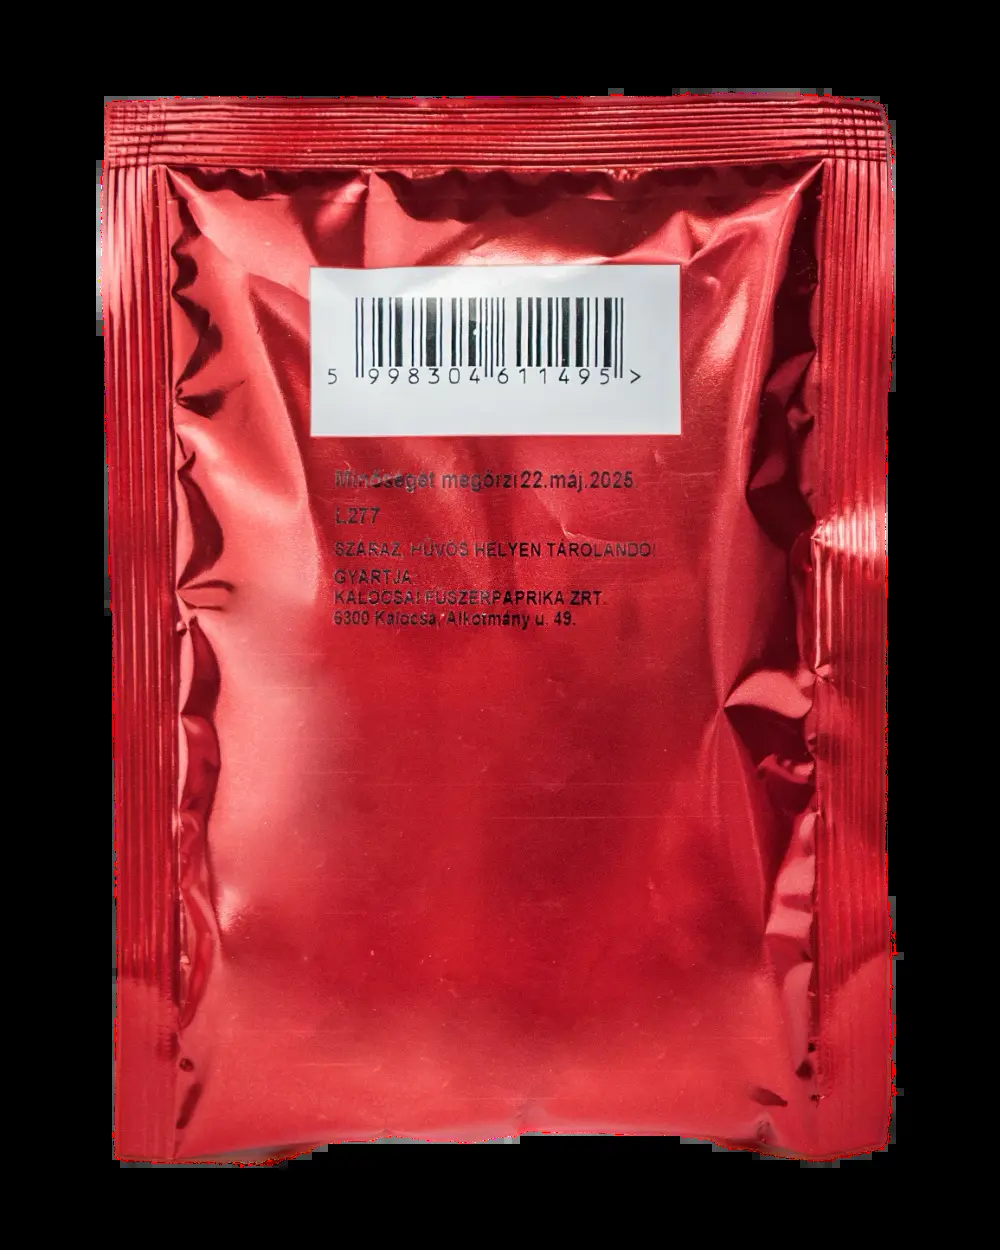 5 998304 611495 >
Minőségét megőrzi 22.máj.2025
L277
SZÁRAZ, HŰVÖS HELYEN TÁROLANDÓ!
GYÁRTJA:
KALOCSAI FŰSZERPAPRIKA ZRT.
6300 Kalocsa, Alkotmány u. 49.